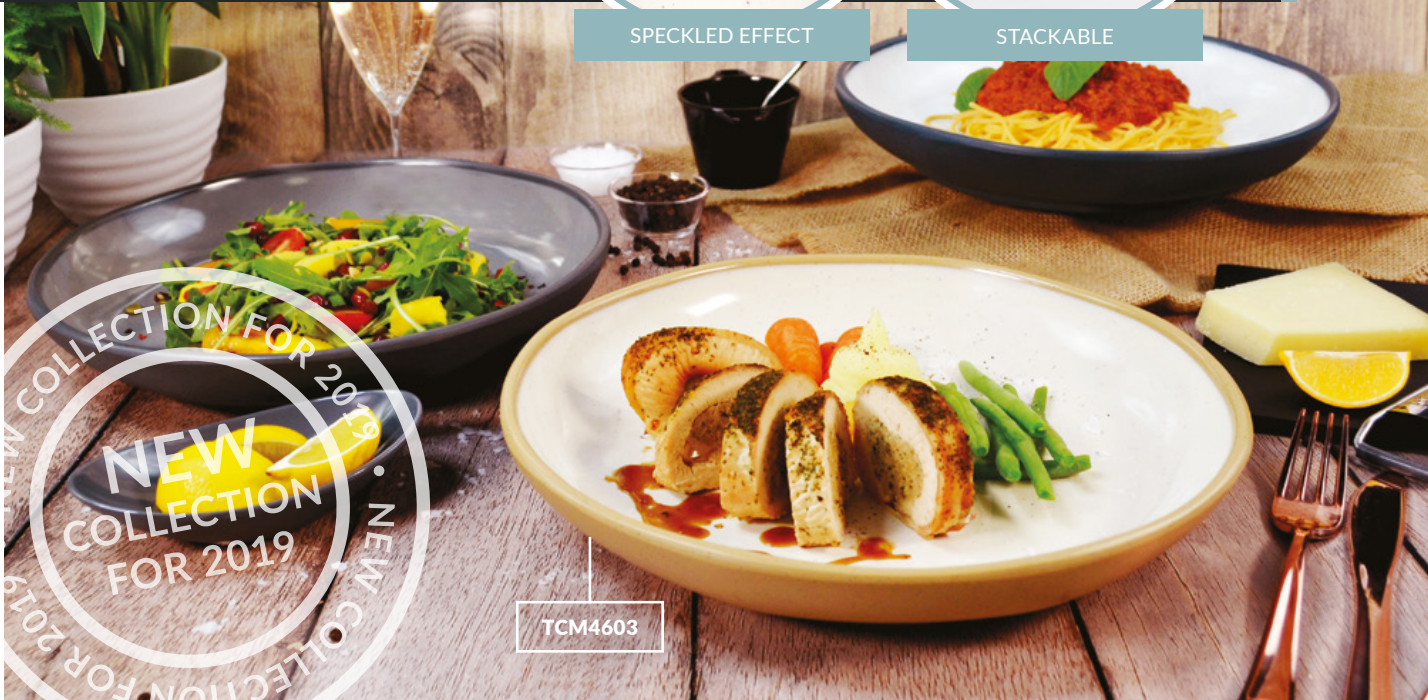 SPECKLED EFFECT
STACKABLE
NEW COLLECTION FOR 2019 • NEW COLLECTION FOR 2019
NEW
COLLECTION
FOR 2019
TCM4603